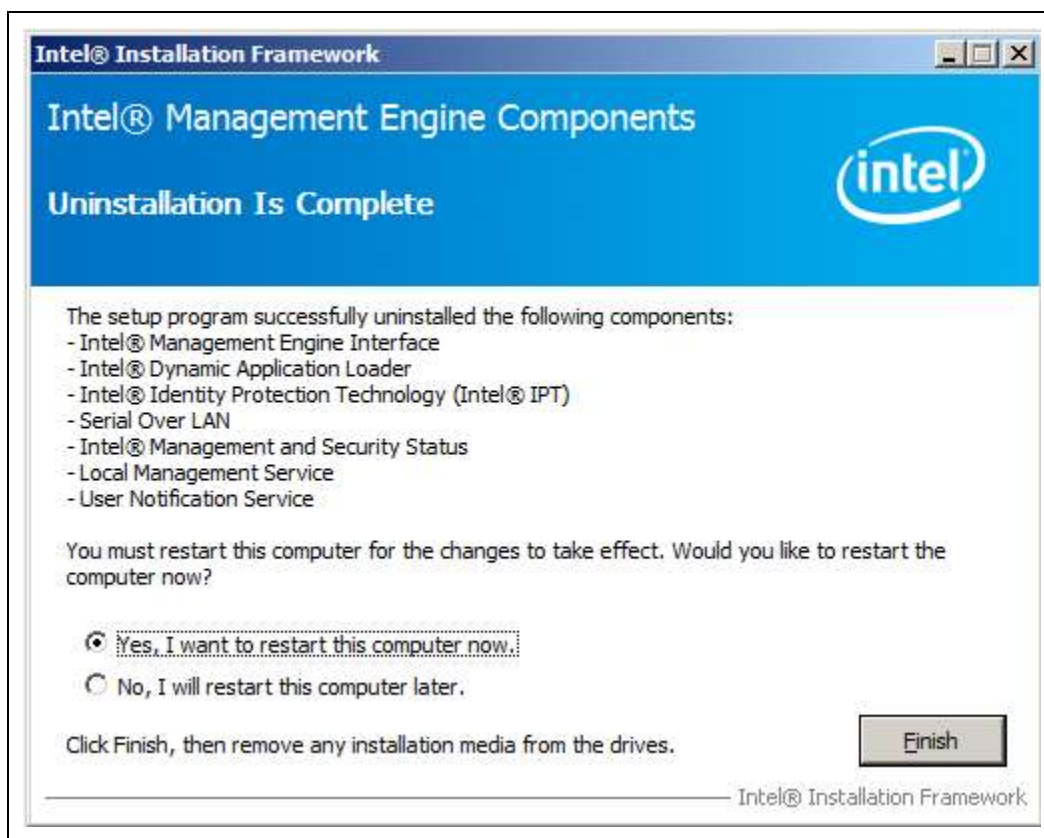 Intel® Installation Framework
Intel® Management Engine Components
intel
Uninstallation Is Complete
The setup program successfully uninstalled the following components:
- Intel® Management Engine Interface
- Intel® Dynamic Application Loader
- Intel® Identity Protection Technology (Intel® IPT)
- Serial Over LAN
- Intel® Management and Security Status
- Local Management Service
- User Notification Service
You must restart this computer for the changes to take effect. Would you like to restart the
computer now?
Yes, I want to restart this computer now.
No, I will restart this computer later.
Click Finish, then remove any installation media from the drives.
Finish
Intel® Installation Framework